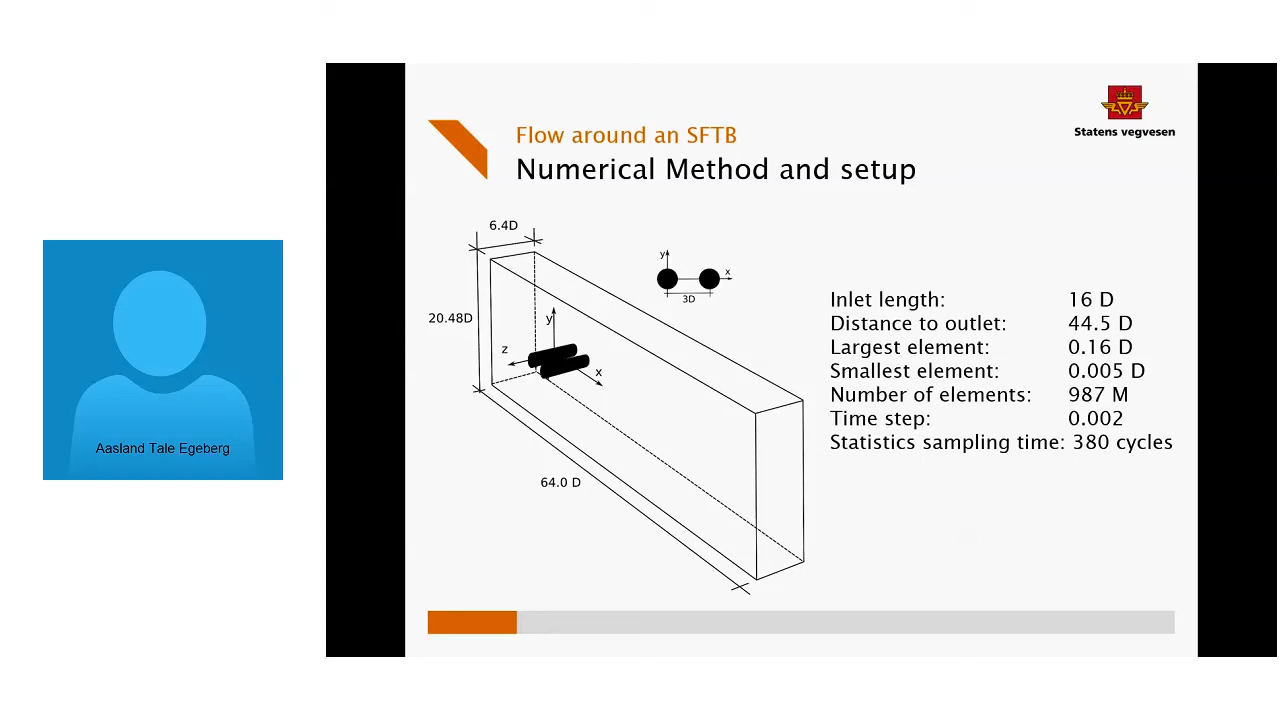 Statens vegvesen
Flow around an SFTB
Numerical Method and setup
6.4D
20.48D
64.0 D
y
z
x
y
x
3D
Inlet length: 16 D
Distance to outlet: 44.5 D
Largest element: 0.16 D
Smallest element: 0.005 D
Number of elements: 987 M
Time step: 0.002
Statistics sampling time: 380 cycles
Aasland Tale Egeberg